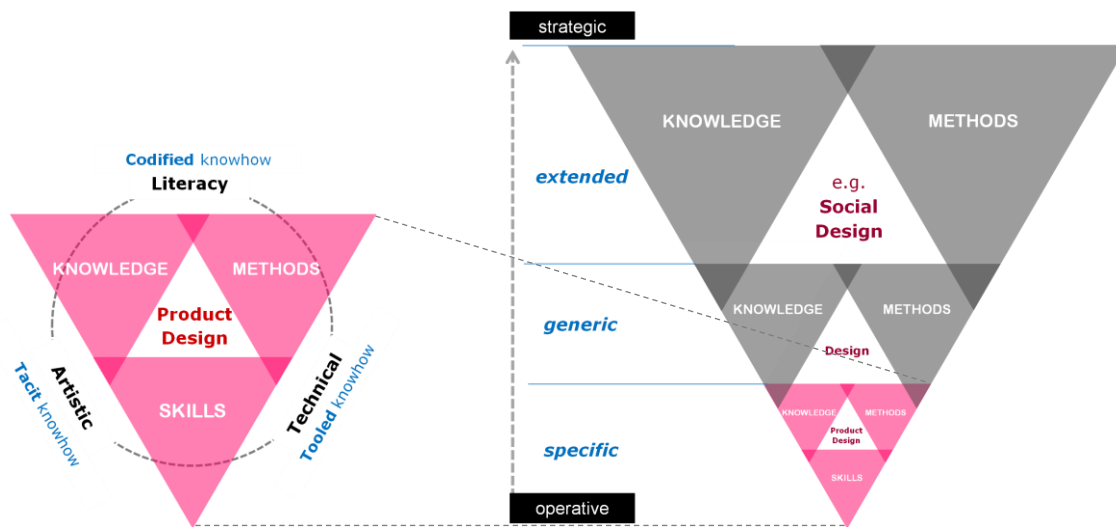 strategic
KNOWLEDGE
METHODS
Codified knowhow
Literacy
extended
e.g.
Social
Design
KNOWLEDGE
METHODS
Product
Design
KNOWLEDGE
METHODS
generic
Design
Artistic
Tacit knowhow
SKILLS
Technical
Tooled knowhow
KNOWLEDGE
METHODS
Product
Design
specific
SKILLS
operative